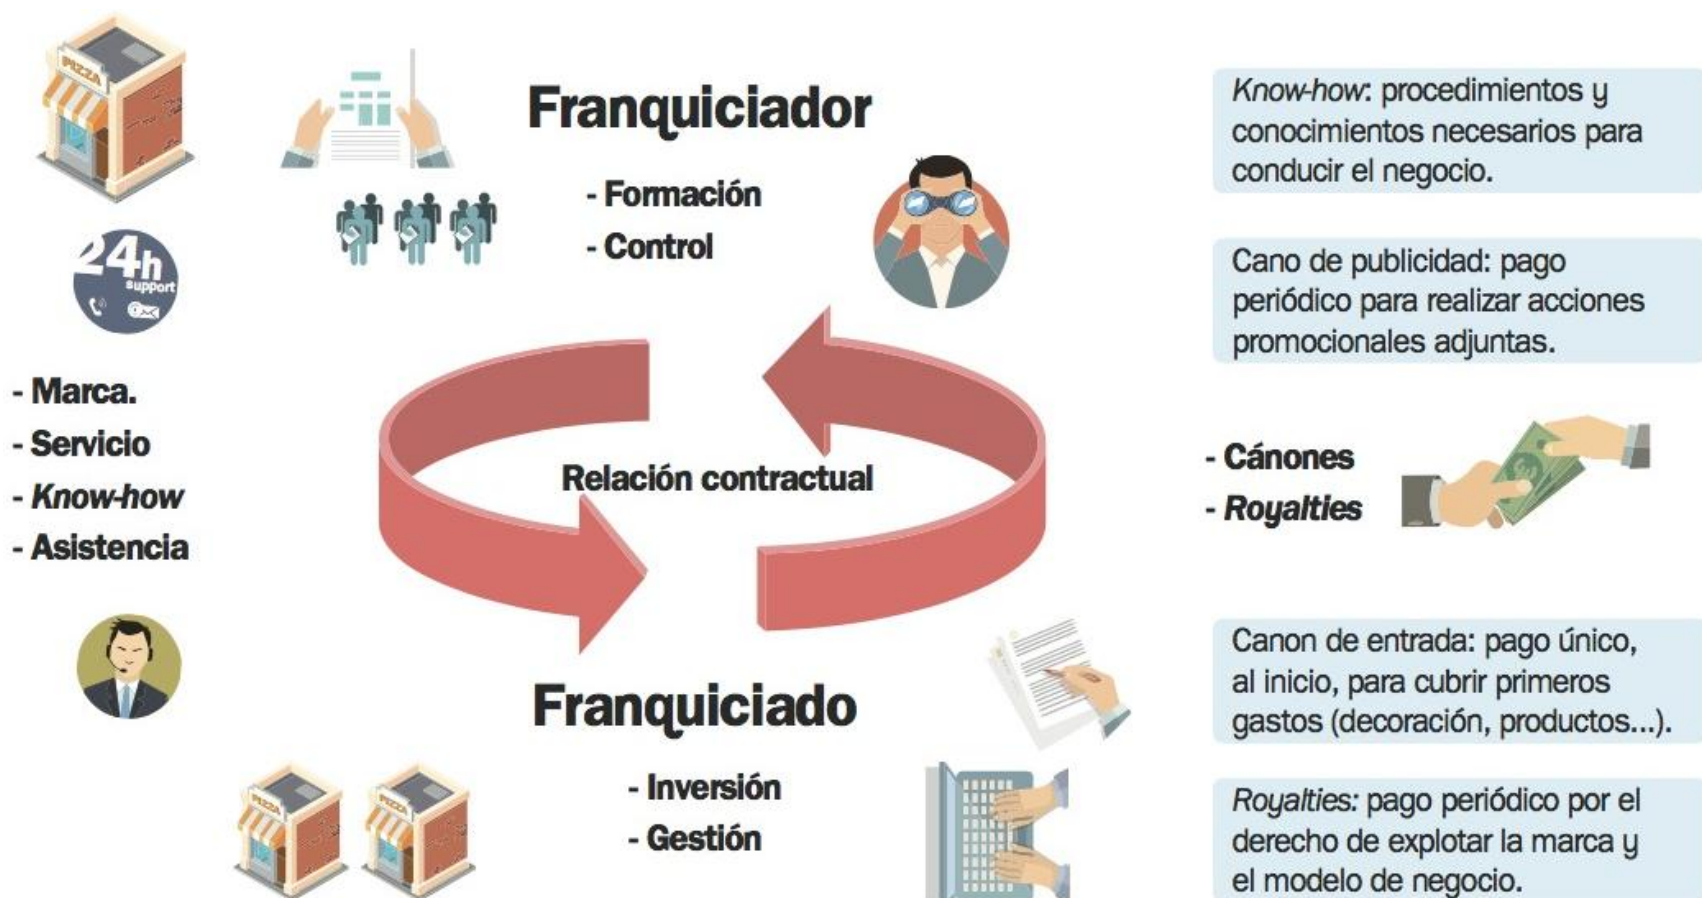 PIZZA
Franquiciador
- Formación
- Control
24h
support
- Marca.
- Servicio
- Know-how
- Asistencia
Relación contractual
Know-how: procedimientos y
conocimientos necesarios para
conducir el negocio.
Cano de publicidad: pago
periódico para realizar acciones
promocionales adjuntas.
- Cánones
- Royalties
Franquiciado
- Inversión
- Gestión
PIZZA
PIZZA
Canon de entrada: pago único,
al inicio, para cubrir primeros
gastos (decoración, productos...).
Royalties: pago periódico por el
derecho de explotar la marca y
el modelo de negocio.